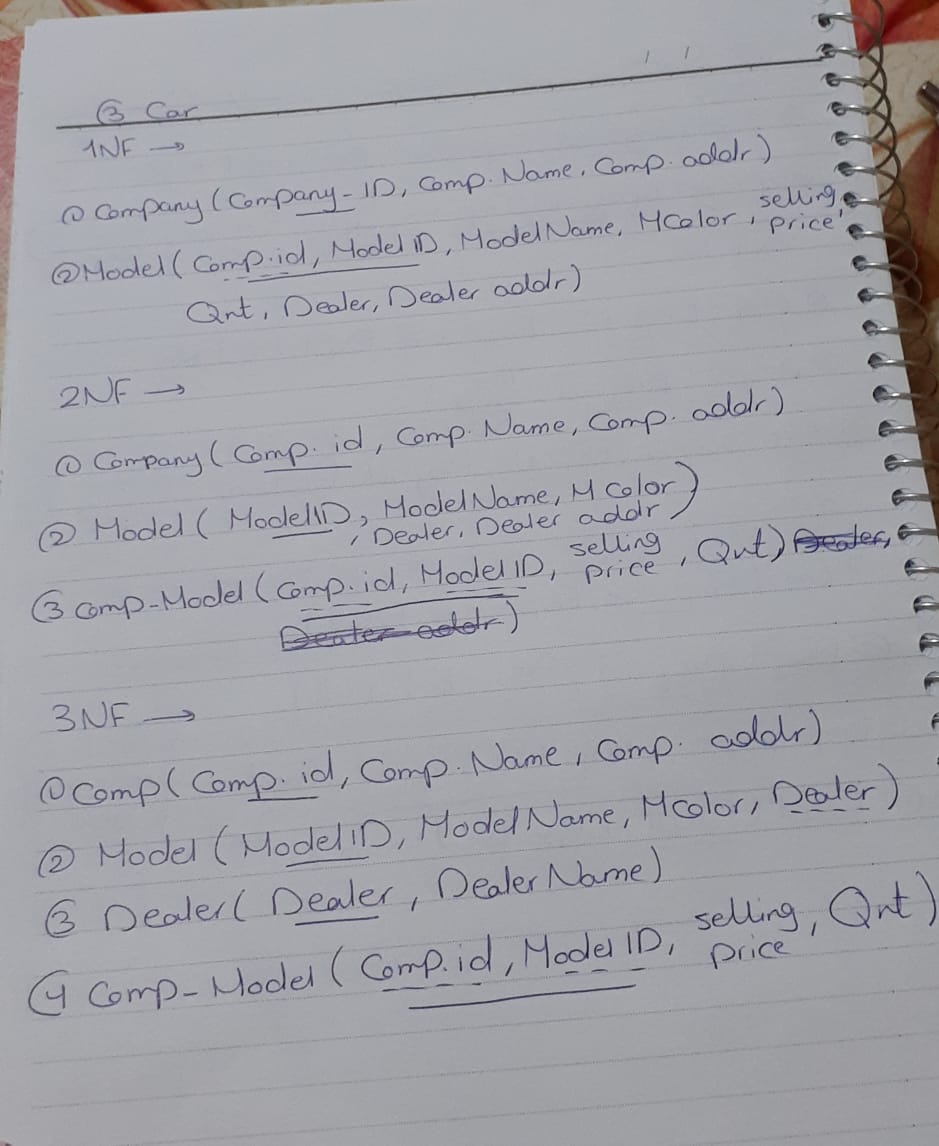 / /
③ Car
1NF →
① Company (Company-ID, Comp. Name, Comp. addr)
② Model (Comp.id, Model ID, Model Name, MColor, selling price,
Qnt, Dealer, Dealer addr)
2NF →
① Company (Comp. id, Comp. Name, Comp. addr)
② Model (Model ID, Model Name, M Color)
, Dealer, Dealer addr
③ Comp-Model (Comp.id, Model ID, selling price, Qnt) Dealer,
Dealer addr)
3NF →
① Comp (Comp. id, Comp. Name, Comp. addr)
② Model (Model ID, Model Name, Mcolor, Dealer)
③ Dealer (Dealer, Dealer Name)
④ Comp-Model (Comp.id, Model ID, selling price, Qnt)